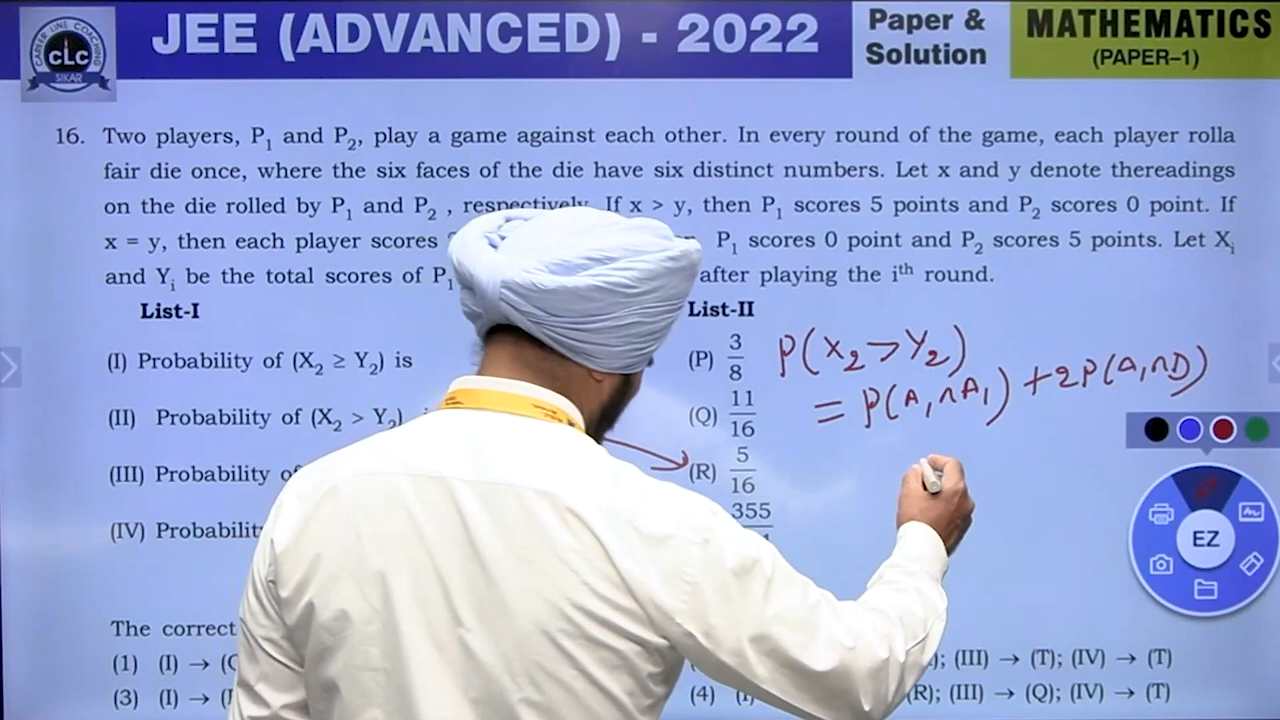 CAREER LINE COACHING
CLC
SIKAR
JEE (ADVANCED) - 2022
Paper &
Solution
MATHEMATICS
(PAPER–1)
16. Two players, P₁ and P₂, play a game against each other. In every round of the game, each player rolla
fair die once, where the six faces of the die have six distinct numbers. Let x and y denote thereadings
on the die rolled by P₁ and P₂ , respectively. If x > y, then P₁ scores 5 points and P₂ scores 0 point. If
x = y, then each player scores P₁ scores 0 point and P₂ scores 5 points. Let Xᵢ
and Yᵢ be the total scores of P₁ after playing the iᵗʰ round.
List-I List-II
(I) Probability of (X₂ ≥ Y₂) is (P) 3/8
P(X₂>Y₂)
= P(A₁∩A₁) + 2P(A₁∩D)
(II) Probability of (X₂ > Y₂) (Q) 11/16
(III) Probability of (R) 5/16
(IV) Probability 355
The correct
(1) (I) → ; (III) → (T); (IV) → (T)
(3) (I) → (4) (R); (III) → (Q); (IV) → (T)
EZ